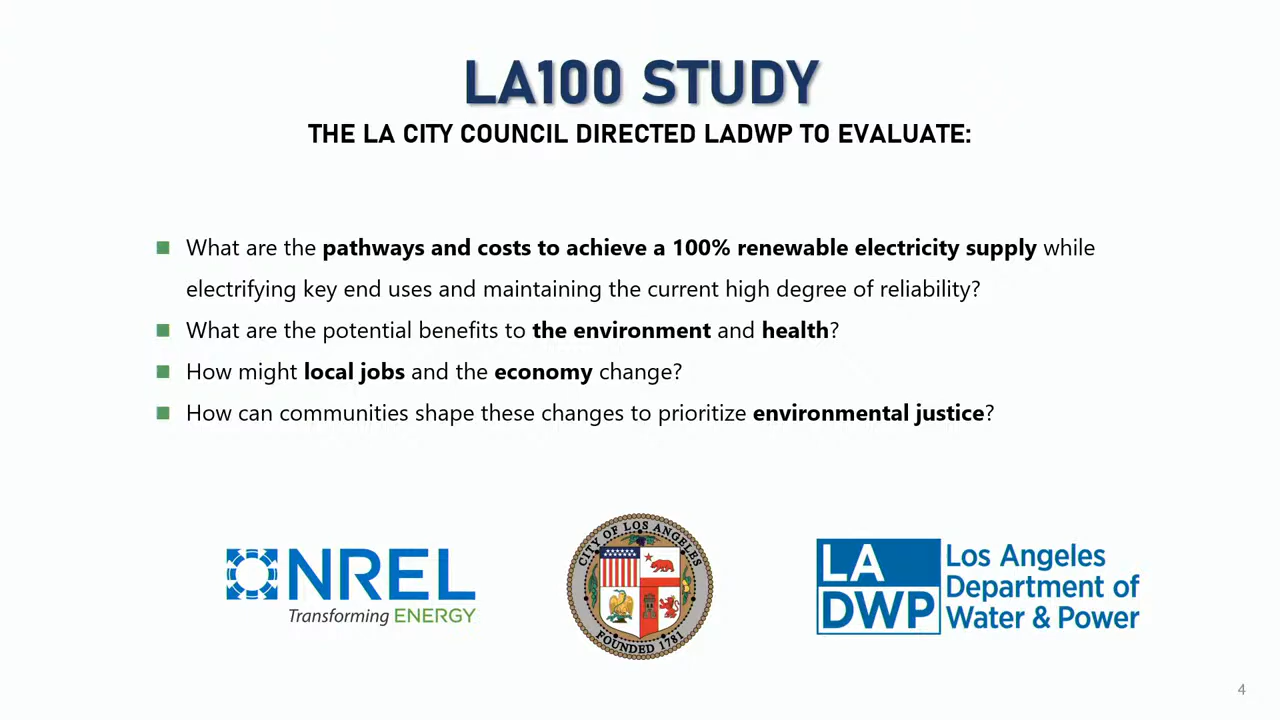 LA100 STUDY
THE LA CITY COUNCIL DIRECTED LADWP TO EVALUATE:
What are the pathways and costs to achieve a 100% renewable electricity supply while
electrifying key end uses and maintaining the current high degree of reliability?
What are the potential benefits to the environment and health?
How might local jobs and the economy change?
How can communities shape these changes to prioritize environmental justice?
NREL
Transforming ENERGY
CITY OF LOS ANGELES
FOUNDED 1781
LA
DWP
Los Angeles
Department of
Water & Power
4